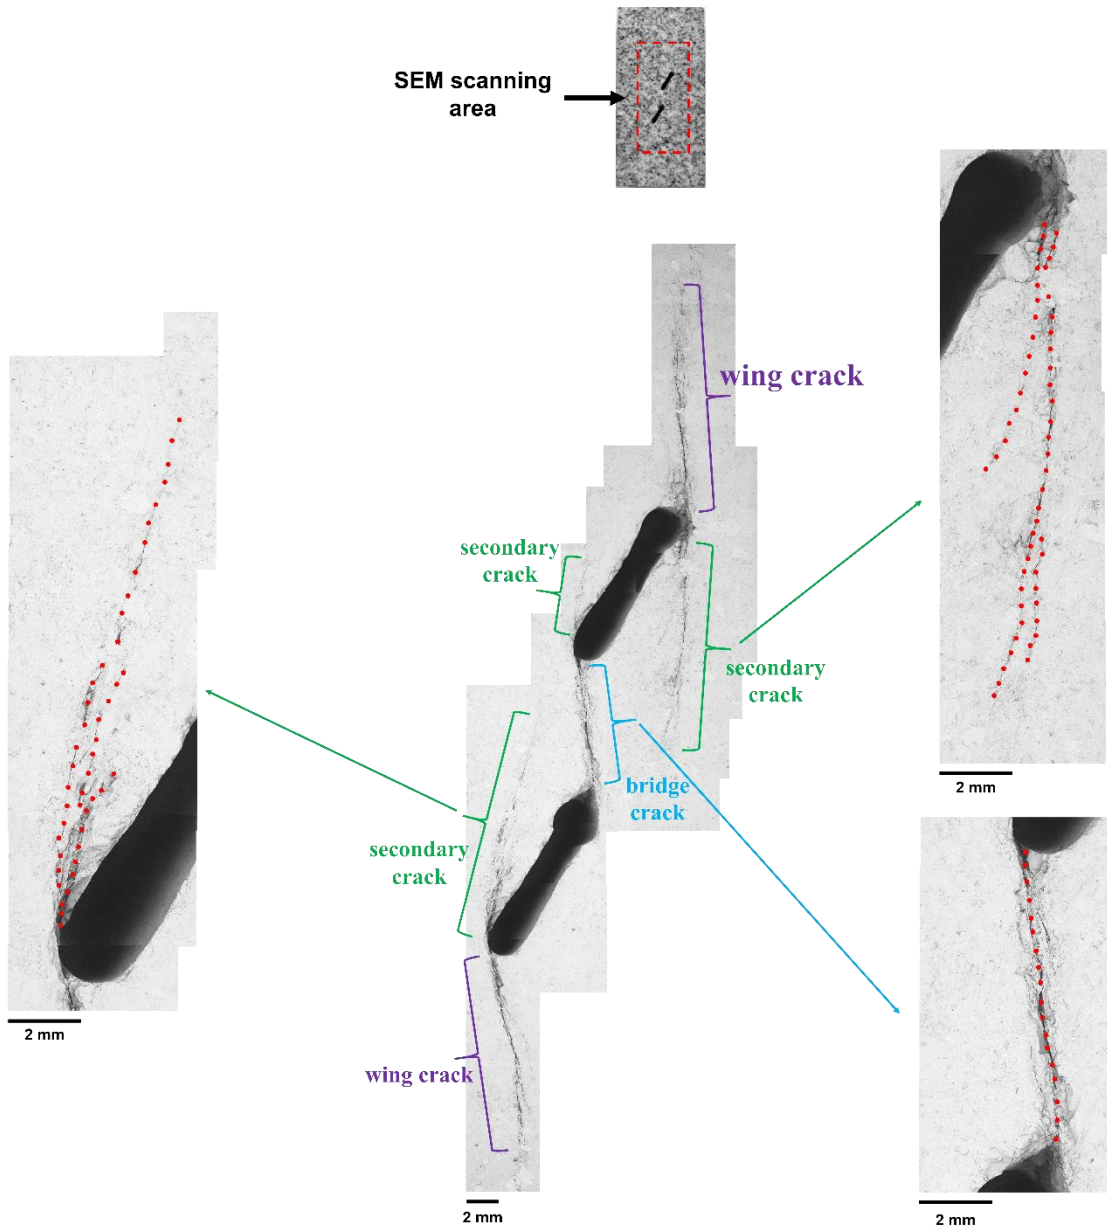 SEM scanning
area
wing crack
secondary
crack
secondary
crack
bridge
crack
secondary
crack
wing crack
2 mm
2 mm
2 mm
2 mm